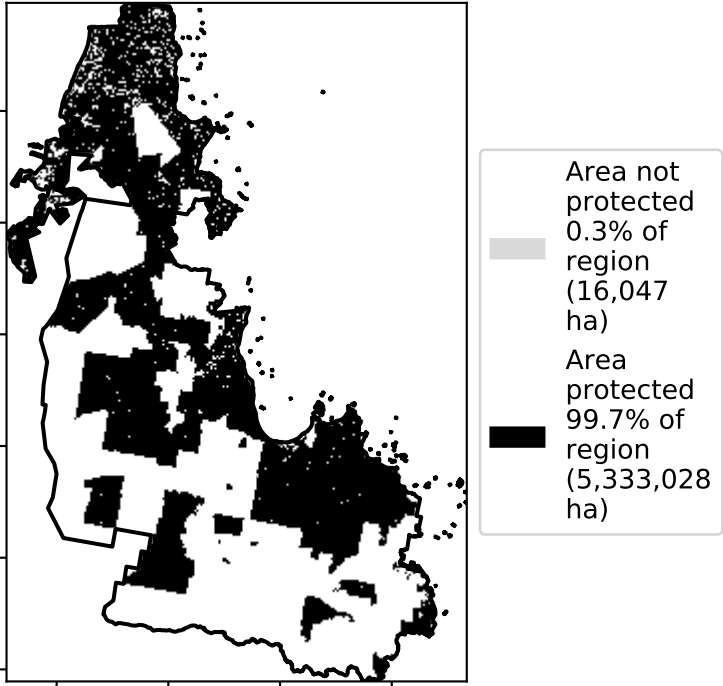 Area not
protected
0.3% of
region
(16,047
ha)
Area
protected
99.7% of
region
(5,333,028
ha)